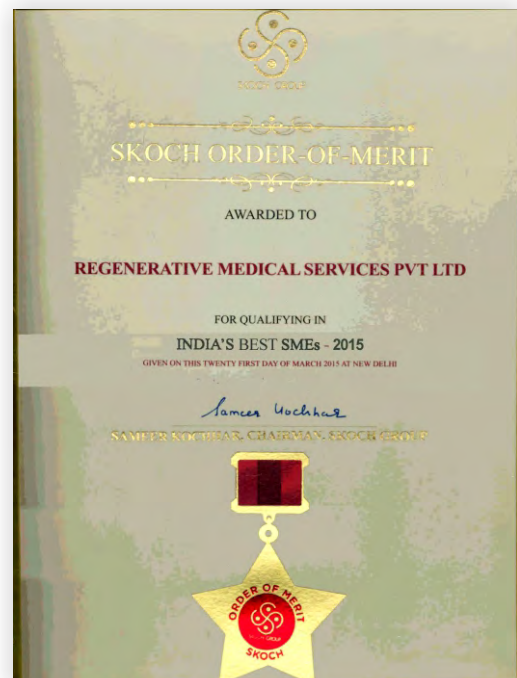 SKOCH GROUP
SKOCH ORDER-OF-MERIT
AWARDED TO
REGENERATIVE MEDICAL SERVICES PVT LTD
FOR QUALIFYING IN
INDIA'S BEST SMEs - 2015
GIVEN ON THIS TWENTY FIRST DAY OF MARCH 2015 AT NEW DELHI
Sameer Kochhar
SAMEER KOCHHAR, CHAIRMAN, SKOCH GROUP
ORDER OF MERIT
SKOCH GROUP
SKOCH